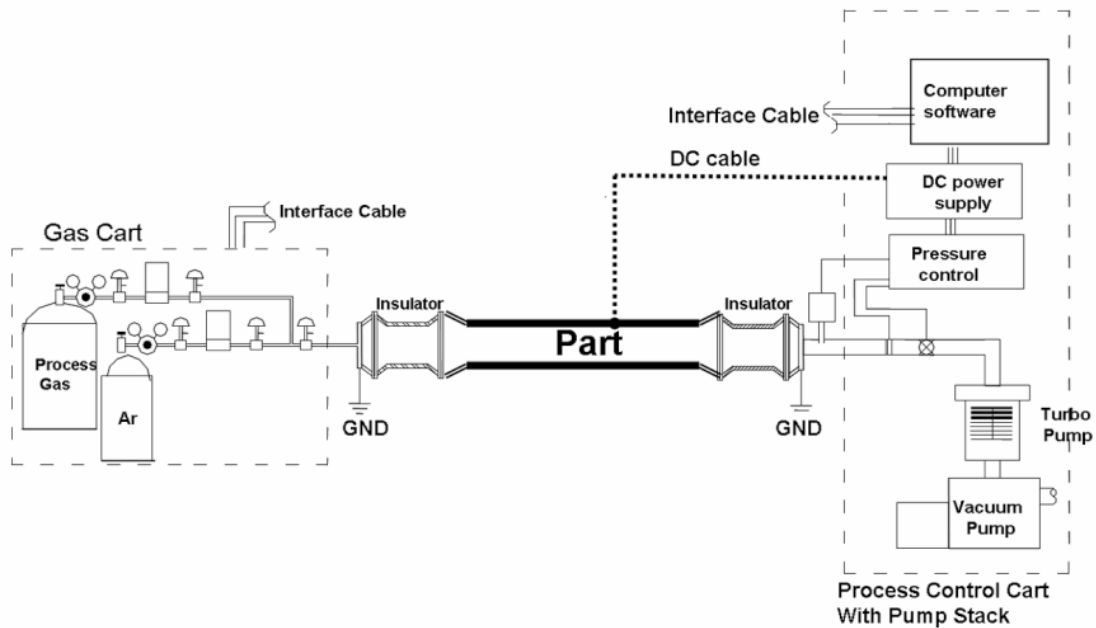 Computer
software
Interface Cable
DC cable
DC power
supply
Interface Cable
Gas Cart
Pressure
control
Insulator
Insulator
Part
Process
Gas
Ar
GND
GND
Turbo
Pump
Vacuum
Pump
Process Control Cart
With Pump Stack